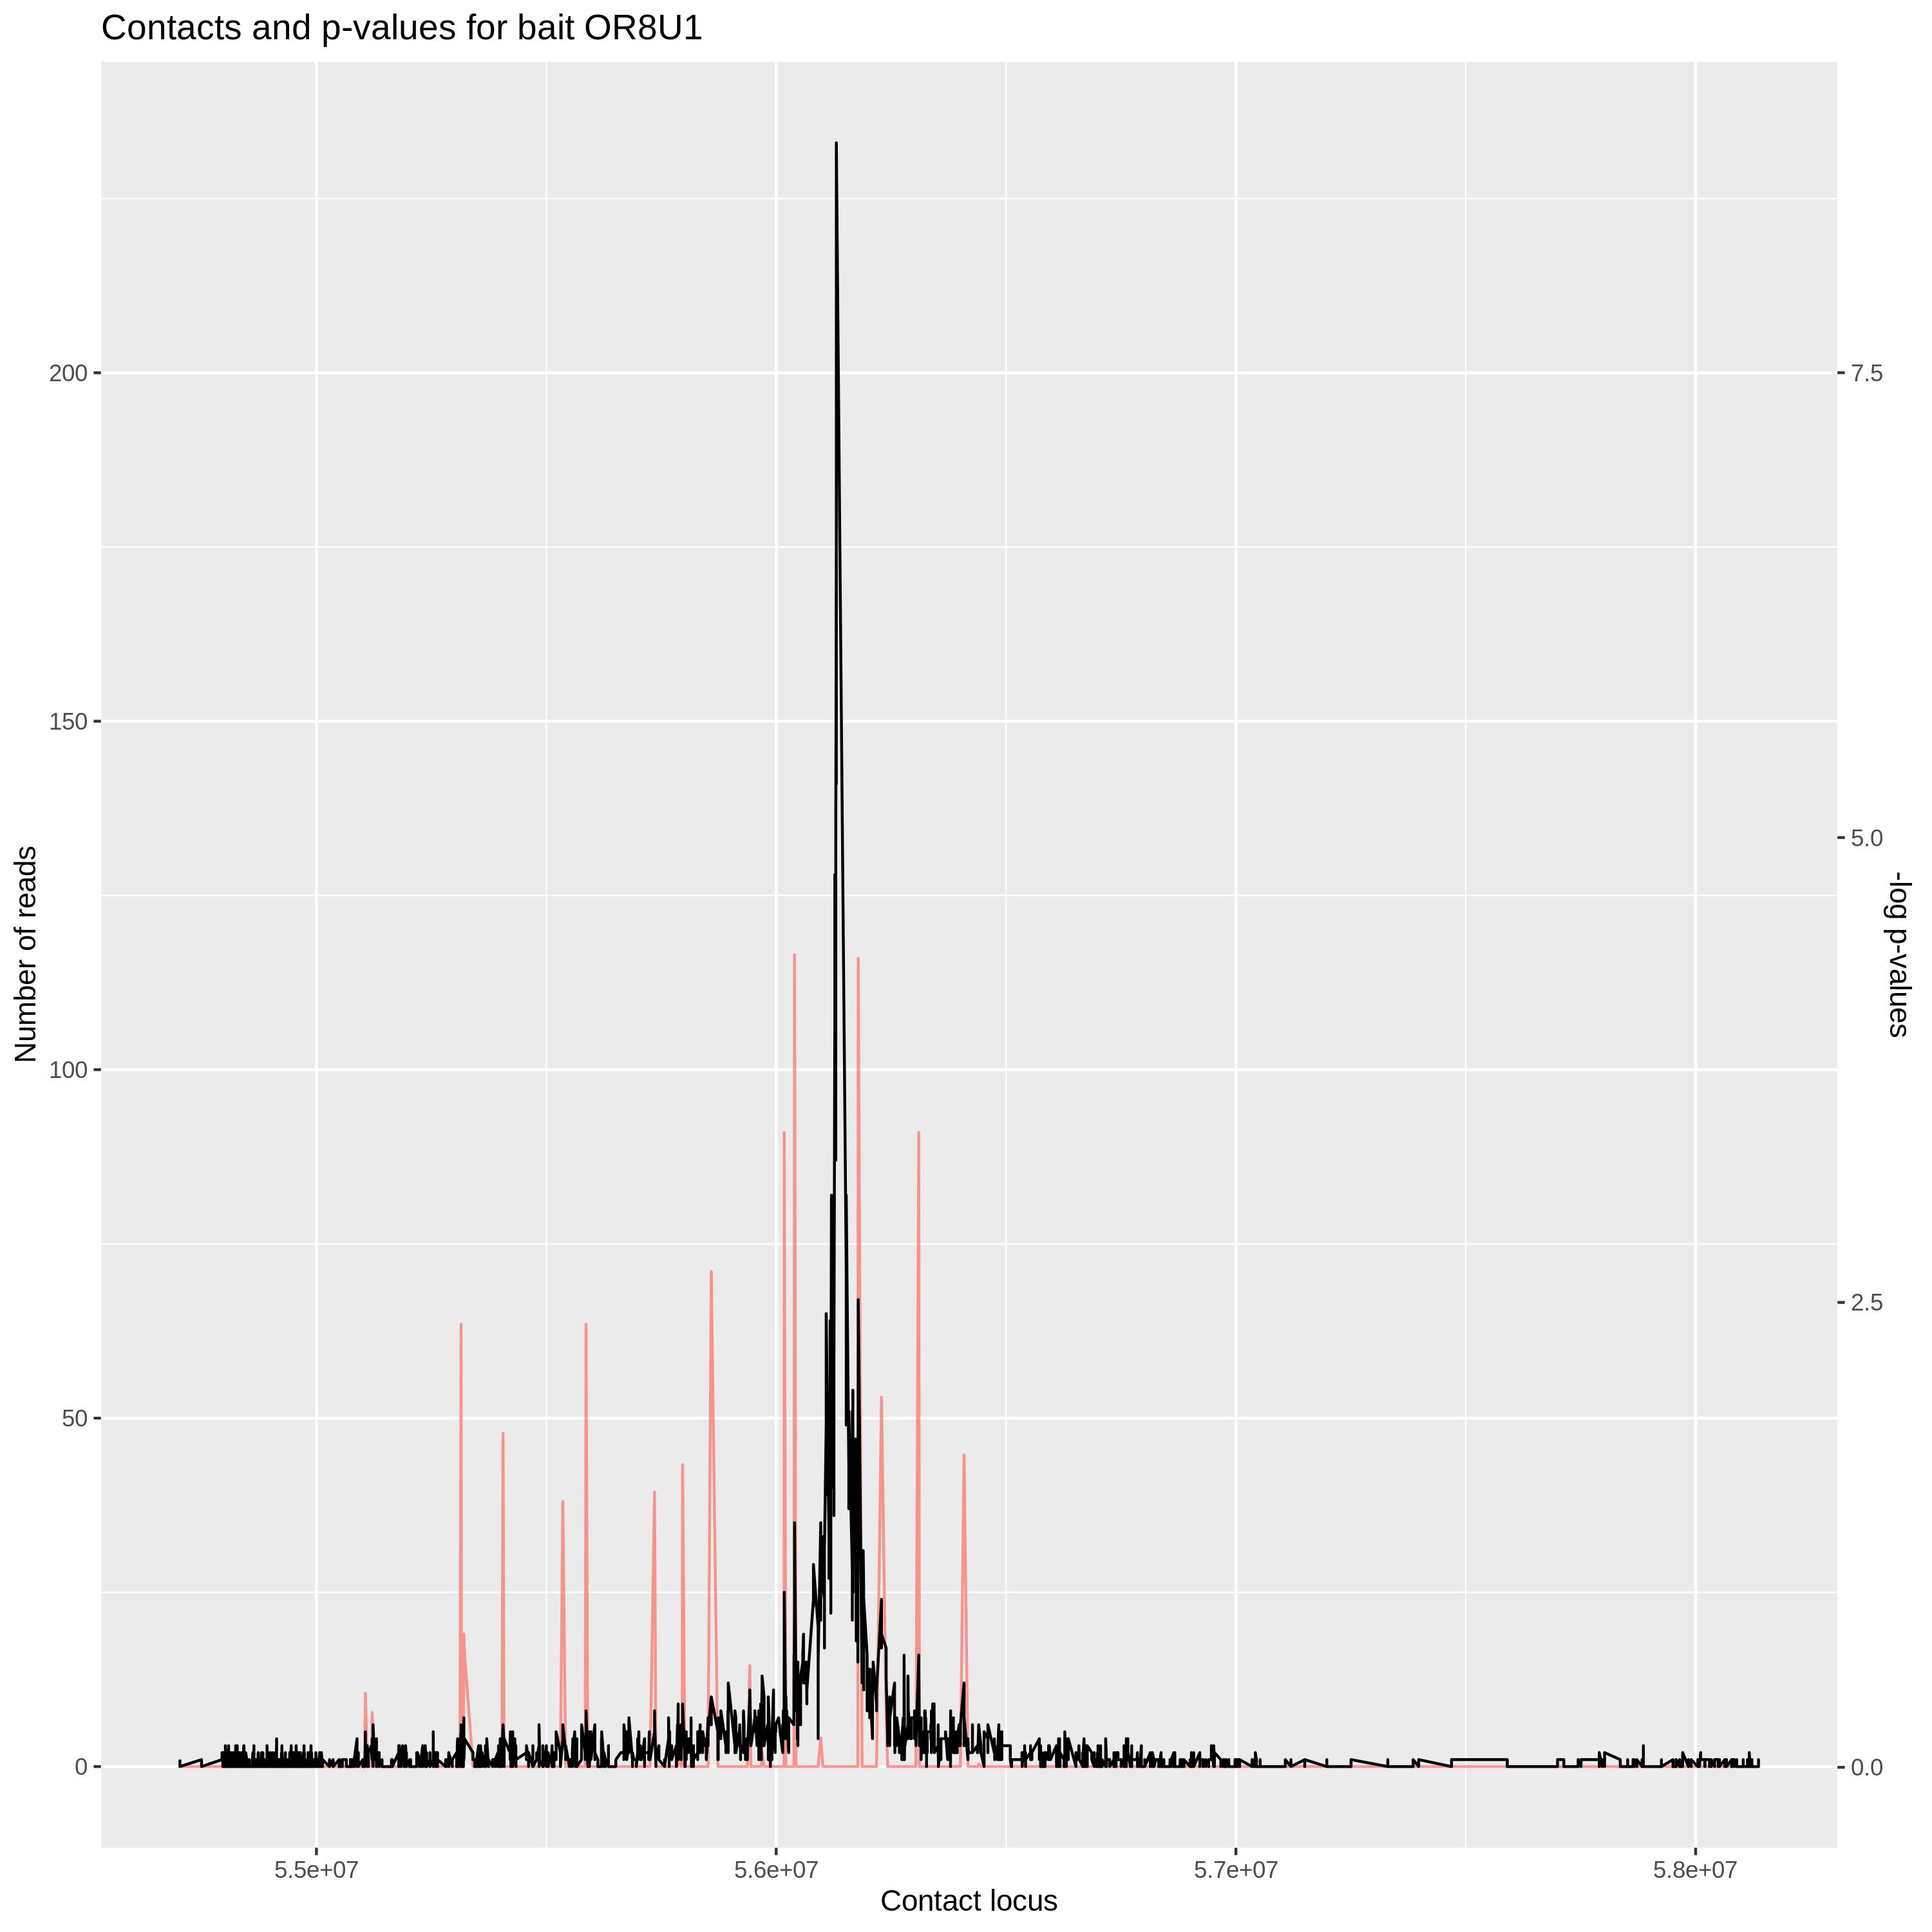 Contacts and p-values for bait OR8U1
200
150
100
50
0
Number of reads
7.5
5.0
2.5
0.0
-log p-values
5.5e+07
5.6e+07
5.7e+07
5.8e+07
Contact locus